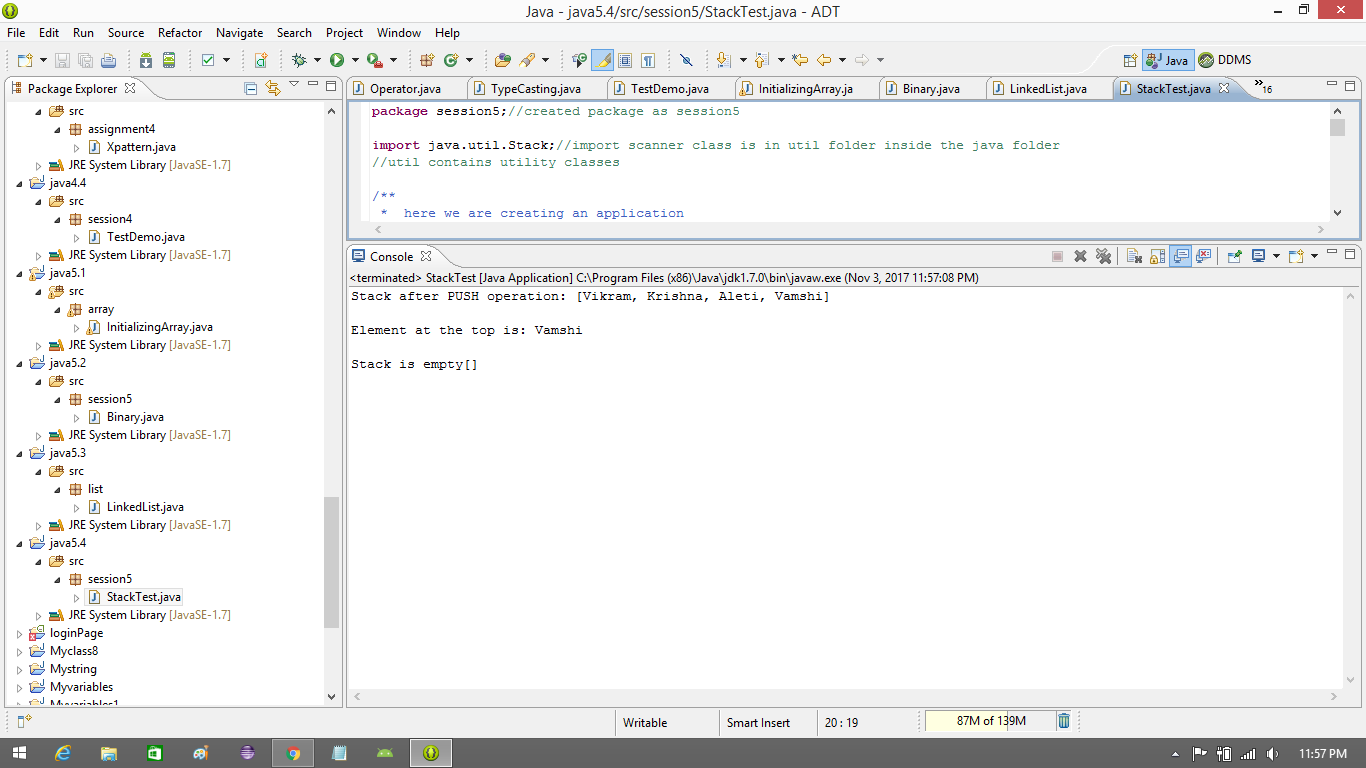 Java - java5.4/src/session5/StackTest.java - ADT
File Edit Run Source Refactor Navigate Search Project Window Help
Java DDMS
Package Explorer
src
assignment4
Xpattern.java
JRE System Library [JavaSE-1.7]
java4.4
src
session4
TestDemo.java
JRE System Library [JavaSE-1.7]
java5.1
src
array
InitializingArray.java
JRE System Library [JavaSE-1.7]
java5.2
src
session5
Binary.java
JRE System Library [JavaSE-1.7]
java5.3
src
list
LinkedList.java
JRE System Library [JavaSE-1.7]
java5.4
src
session5
StackTest.java
JRE System Library [JavaSE-1.7]
loginPage
Myclass8
Mystring
Myvariables
Myvariables1
Operator.java TypeCasting.java TestDemo.java InitializingArray.ja Binary.java LinkedList.java StackTest.java »16
package session5;//created package as session5
import java.util.Stack;//import scanner class is in util folder inside the java folder
//util contains utility classes
/**
* here we are creating an application
Console
<terminated> StackTest [Java Application] C:\Program Files (x86)\Java\jdk1.7.0\bin\javaw.exe (Nov 3, 2017 11:57:08 PM)
Stack after PUSH operation: [Vikram, Krishna, Aleti, Vamshi]
Element at the top is: Vamshi
Stack is empty[]
Writable Smart Insert 20 : 19 87M of 139M
11:57 PM